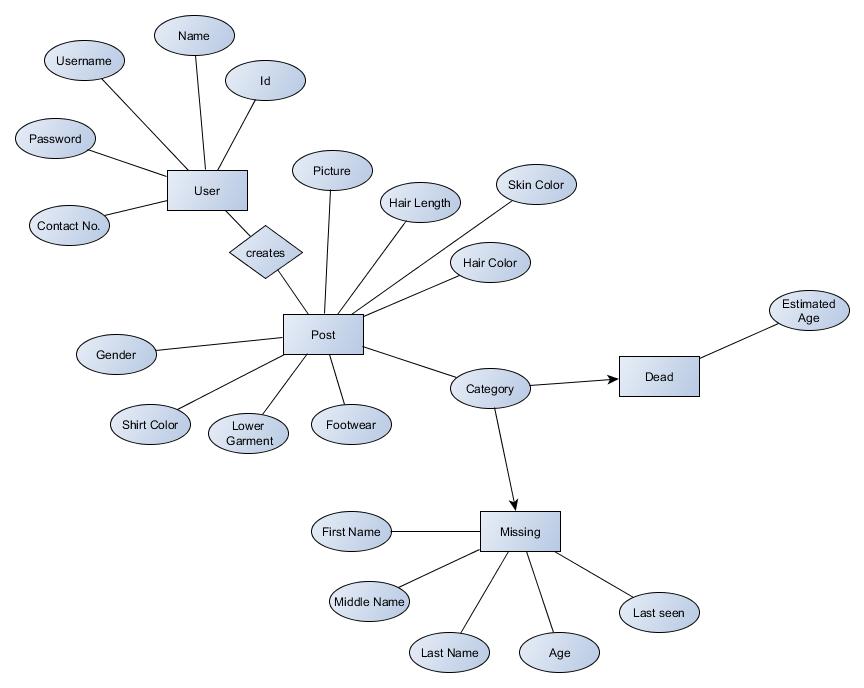 Name
Username
Id
Password
User
Contact No.
Picture
Hair Length
Skin Color
creates
Hair Color
Estimated
Age
Post
Gender
Category
Dead
Shirt Color
Lower
Garment
Footwear
First Name
Missing
Middle Name
Last seen
Last Name
Age